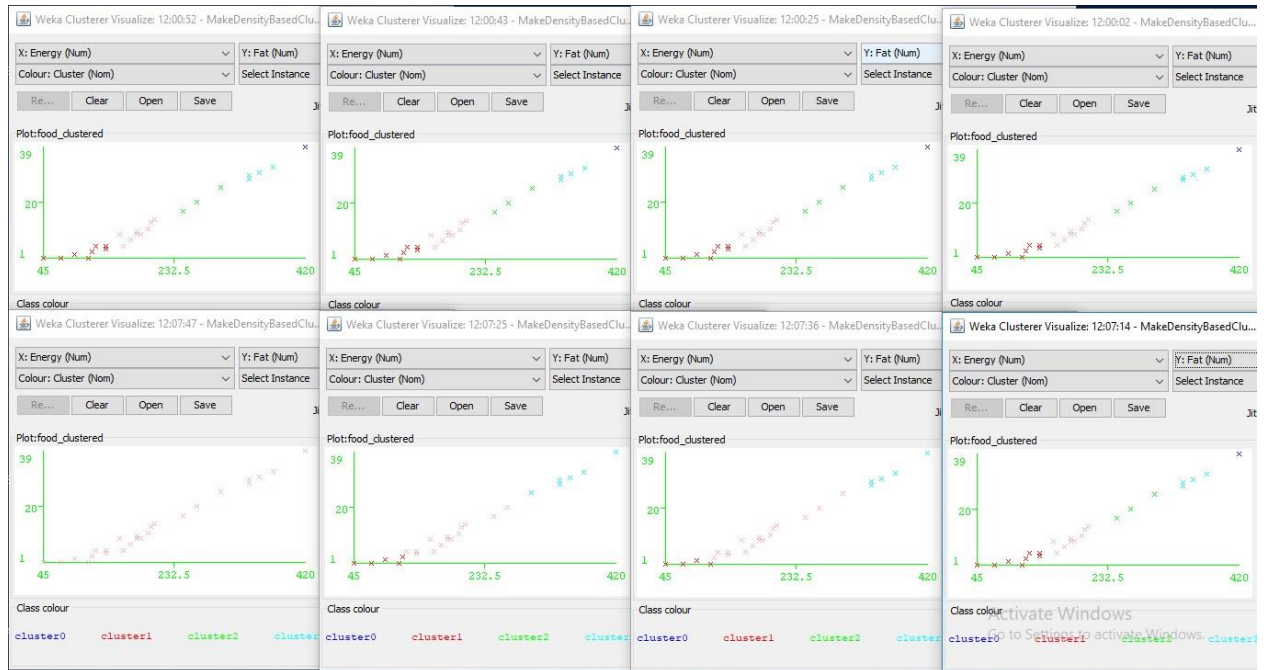 Weka Clusterer Visualize: 12:00:52 - MakeDensityBasedClu...
X: Energy (Num) Y: Fat (Num)
Colour: Cluster (Nom) Select Instance
Re... Clear Open Save
Plot:food_clustered
39
20
1
45 232.5 420
Class colour
Weka Clusterer Visualize: 12:00:43 - MakeDensityBasedClu...
X: Energy (Num) Y: Fat (Num)
Colour: Cluster (Nom) Select Instance
Re... Clear Open Save
Plot:food_clustered
39
20
1
45 232.5 420
Class colour
Weka Clusterer Visualize: 12:00:25 - MakeDensityBasedClu...
X: Energy (Num) Y: Fat (Num)
Colour: Cluster (Nom) Select Instance
Re... Clear Open Save
Plot:food_clustered
39
20
1
45 232.5 420
Class colour
Weka Clusterer Visualize: 12:00:02 - MakeDensityBasedClu...
X: Energy (Num) Y: Fat (Num)
Colour: Cluster (Nom) Select Instance
Re... Clear Open Save
Jit
Plot:food_clustered
39
20
1
45 232.5 420
Class colour
Weka Clusterer Visualize: 12:07:47 - MakeDensityBasedClu...
X: Energy (Num) Y: Fat (Num)
Colour: Cluster (Nom) Select Instance
Re... Clear Open Save
Plot:food_clustered
39
20
1
45 232.5 420
Class colour
cluster0 cluster1 cluster2 cluster
Weka Clusterer Visualize: 12:07:25 - MakeDensityBasedClu...
X: Energy (Num) Y: Fat (Num)
Colour: Cluster (Nom) Select Instance
Re... Clear Open Save
Plot:food_clustered
39
20
1
45 232.5 420
Class colour
cluster0 cluster1 cluster2 cluster
Weka Clusterer Visualize: 12:07:36 - MakeDensityBasedClu...
X: Energy (Num) Y: Fat (Num)
Colour: Cluster (Nom) Select Instance
Re... Clear Open Save
Plot:food_clustered
39
20
1
45 232.5 420
Class colour
cluster0 cluster1 cluster2 cluster
Weka Clusterer Visualize: 12:07:14 - MakeDensityBasedClu...
X: Energy (Num) Y: Fat (Num)
Colour: Cluster (Nom) Select Instance
Re... Clear Open Save
Jit
Plot:food_clustered
39
20
1
45 232.5 420
Class colour
Activate Windows
Go to Settings to activate Windows.
cluster0 cluster1 cluster2 cluster3